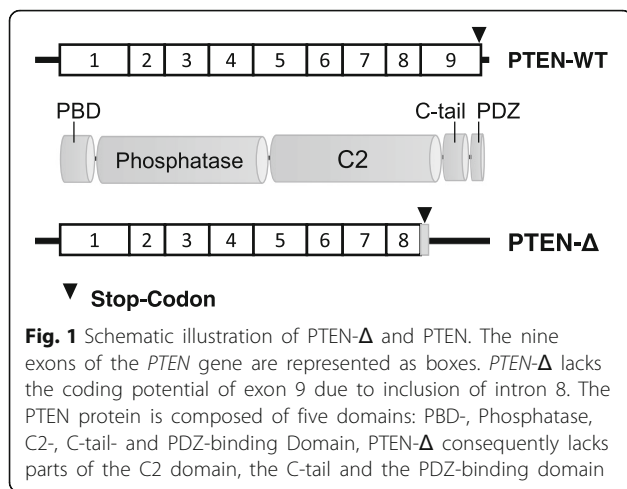 1 2 3 4 5 6 7 8 9 PTEN-WT
PBD C-tail PDZ
Phosphatase C2
1 2 3 4 5 6 7 8 PTEN-Δ
Stop-Codon
Fig. 1 Schematic illustration of PTEN-Δ and PTEN. The nine
exons of the PTEN gene are represented as boxes. PTEN-Δ lacks
the coding potential of exon 9 due to inclusion of intron 8. The
PTEN protein is composed of five domains: PBD-, Phosphatase,
C2-, C-tail- and PDZ-binding Domain, PTEN-Δ consequently lacks
parts of the C2 domain, the C-tail and the PDZ-binding domain